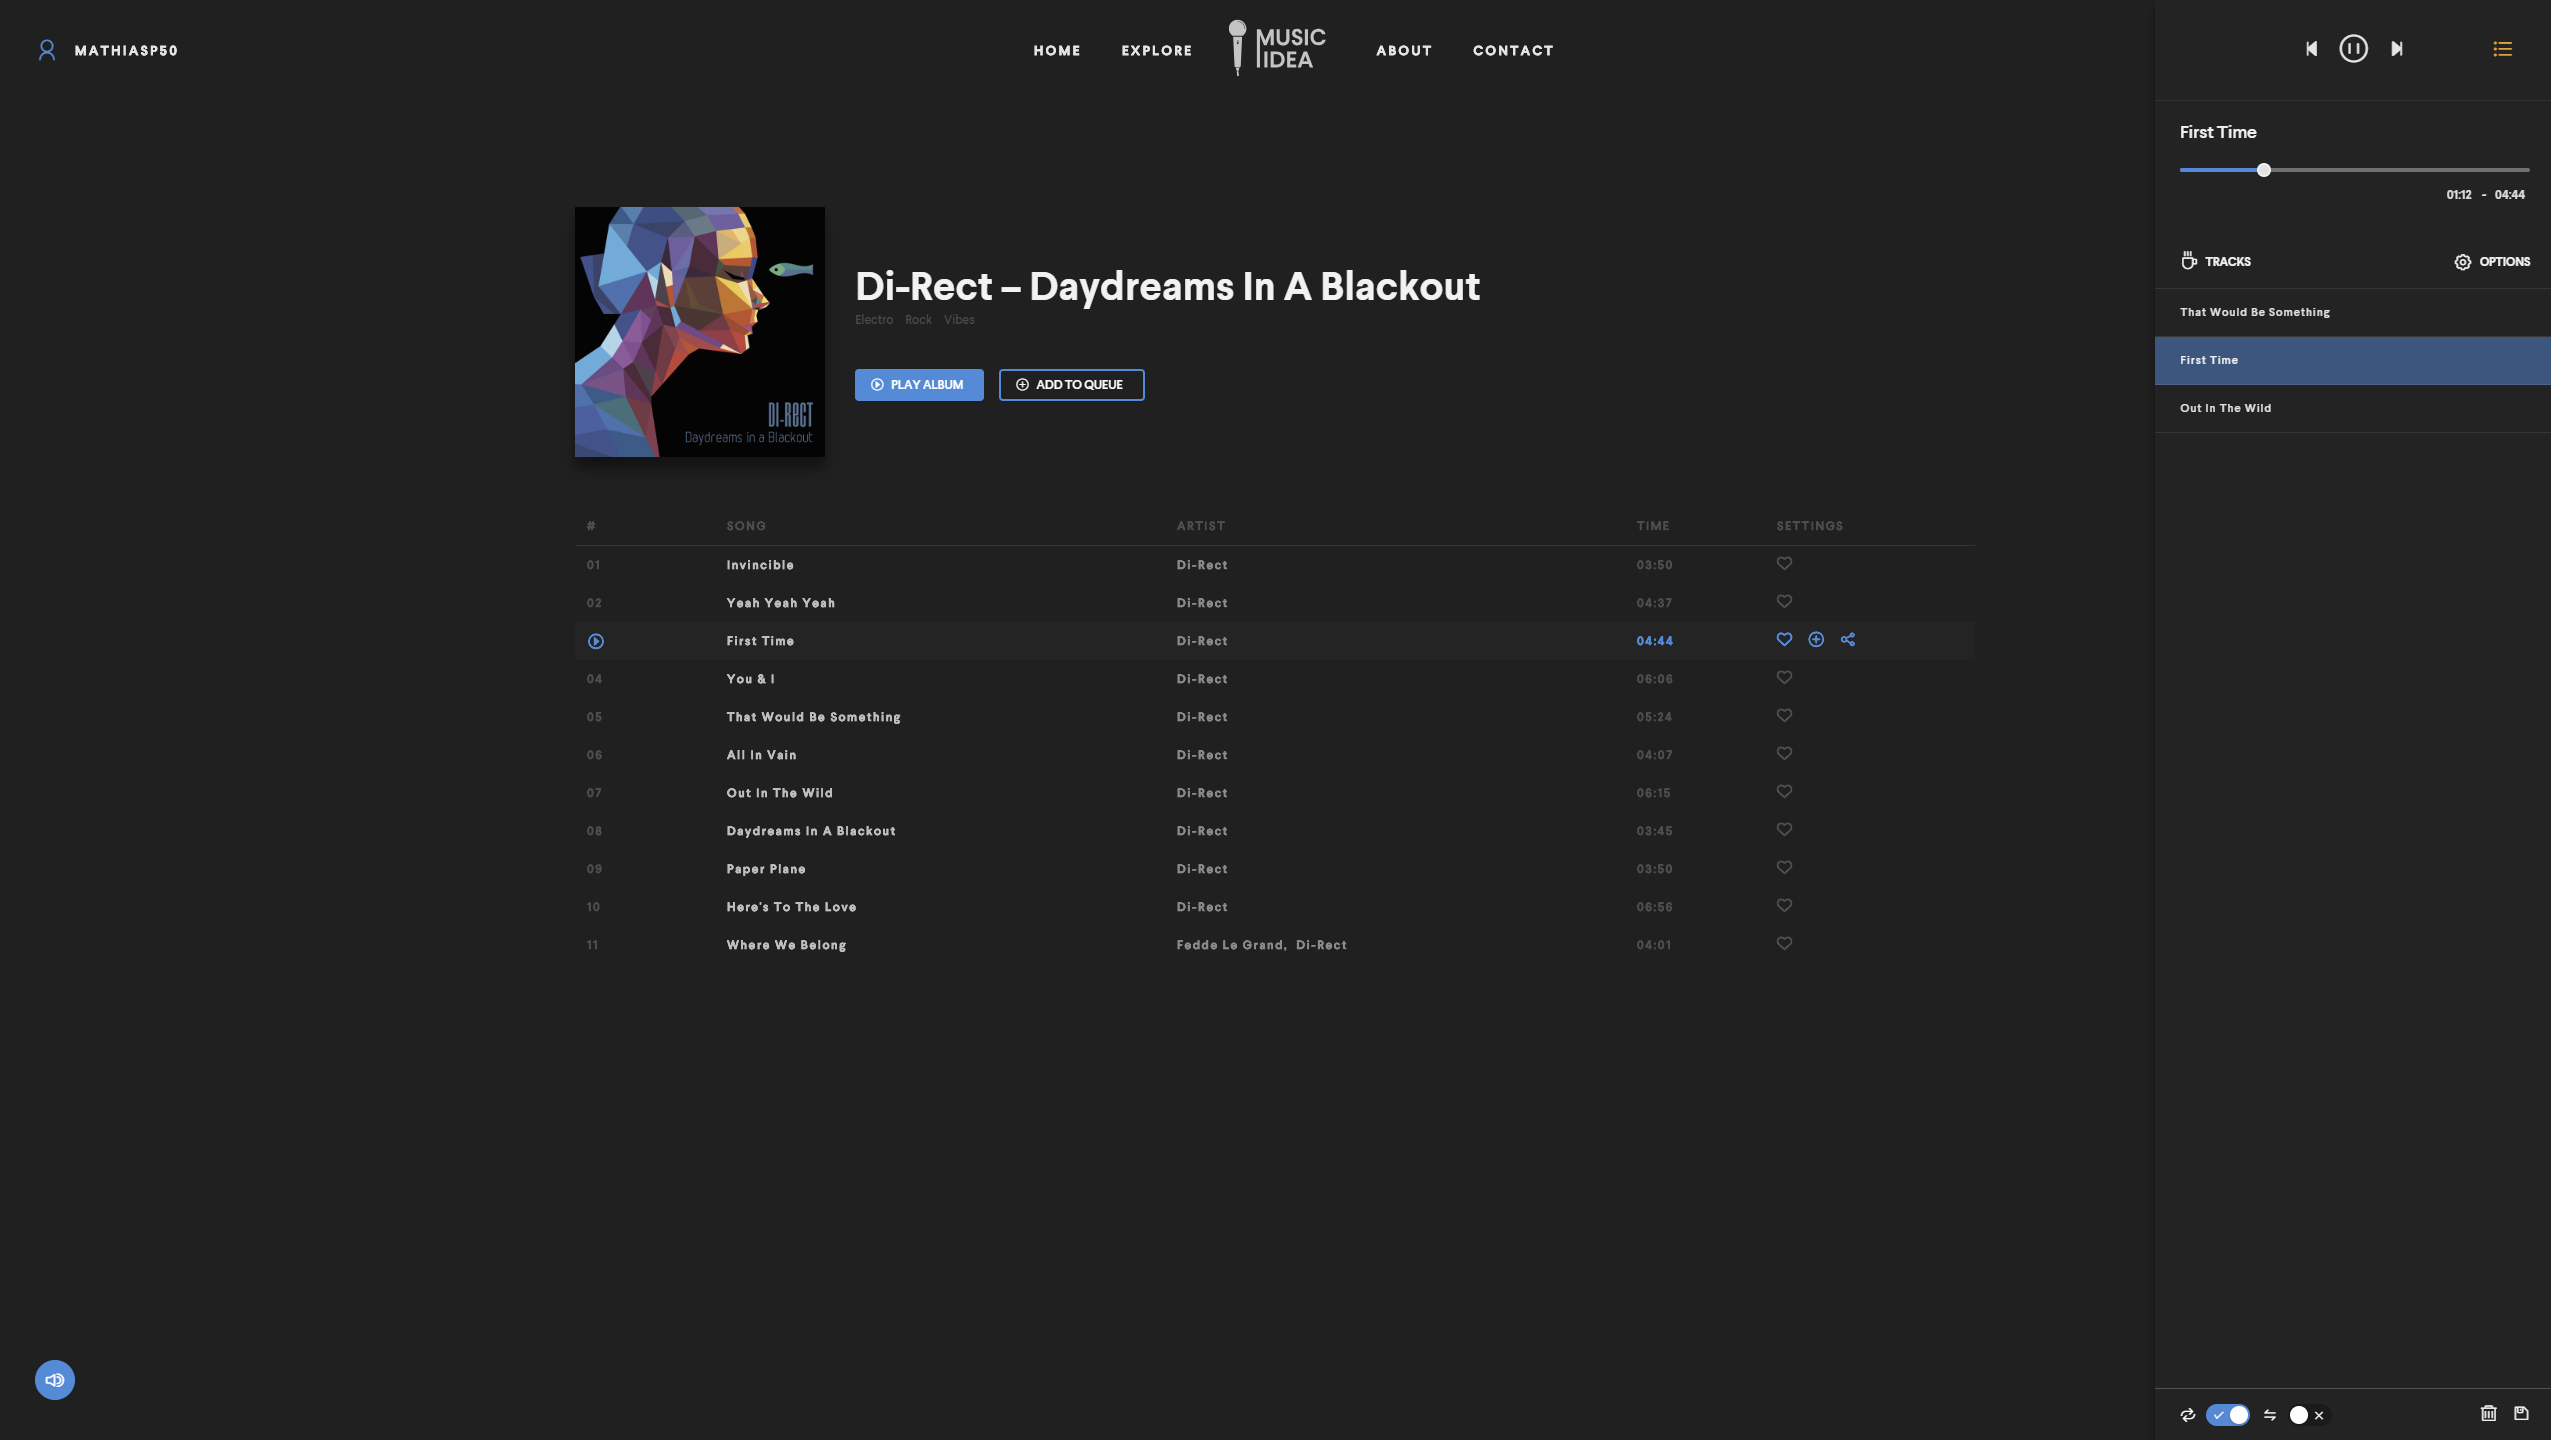 MATHIASP50
HOME EXPLORE MUSIC IDEA ABOUT CONTACT
Di-Rect – Daydreams In A Blackout
Electro Rock Vibes
PLAY ALBUM ADD TO QUEUE
DI-RECT
Daydreams in a Blackout
# SONG ARTIST TIME SETTINGS
01 Invincible Di-Rect 03:50
02 Yeah Yeah Yeah Di-Rect 04:37
First Time Di-Rect 04:44
04 You & I Di-Rect 06:06
05 That Would Be Something Di-Rect 05:24
06 All In Vain Di-Rect 04:07
07 Out In The Wild Di-Rect 06:15
08 Daydreams In A Blackout Di-Rect 03:45
09 Paper Plane Di-Rect 03:50
10 Here's To The Love Di-Rect 06:56
11 Where We Belong Fedde Le Grand, Di-Rect 04:01
First Time
01:12 - 04:44
TRACKS OPTIONS
That Would Be Something
First Time
Out In The Wild